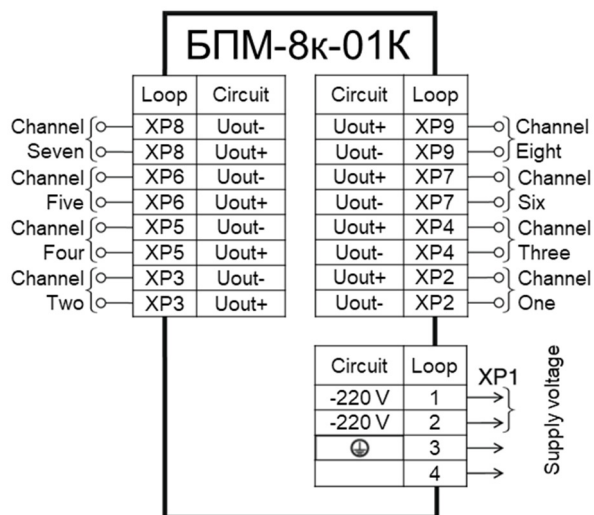 БПМ-8к-01К
Loop Circuit
Channel XP8 Uout-
Seven XP8 Uout+
Channel XP6 Uout-
Five XP6 Uout+
Channel XP5 Uout-
Four XP5 Uout+
Channel XP3 Uout-
Two XP3 Uout+
Circuit Loop
Uout+ XP9 Channel
Uout- XP9 Eight
Uout+ XP7 Channel
Uout- XP7 Six
Uout+ XP4 Channel
Uout- XP4 Three
Uout+ XP2 Channel
Uout- XP2 One
Circuit Loop XP1
-220 V 1
-220 V 2
3
4
Supply voltage